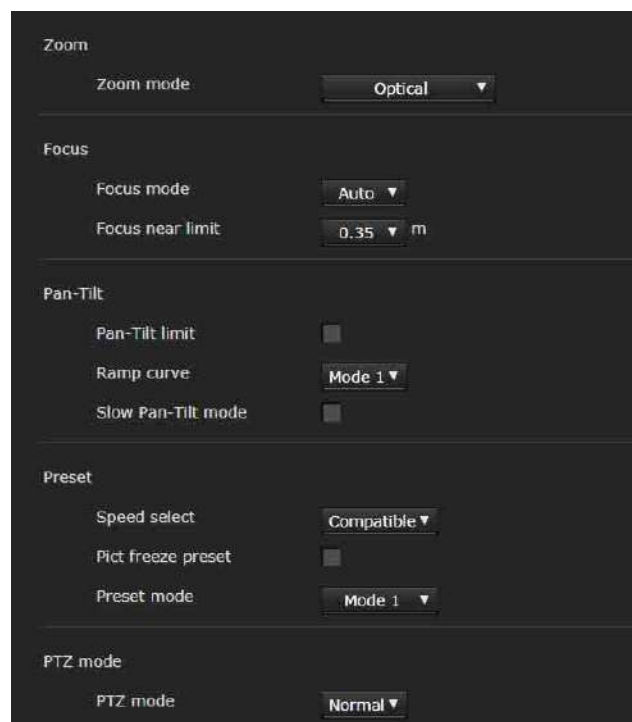 Zoom
Zoom mode Optical
Focus
Focus mode Auto
Focus near limit 0.35 m
Pan-Tilt
Pan-Tilt limit
Ramp curve Mode 1
Slow Pan-Tilt mode
Preset
Speed select Compatible
Pict freeze preset
Preset mode Mode 1
PTZ mode
PTZ mode Normal